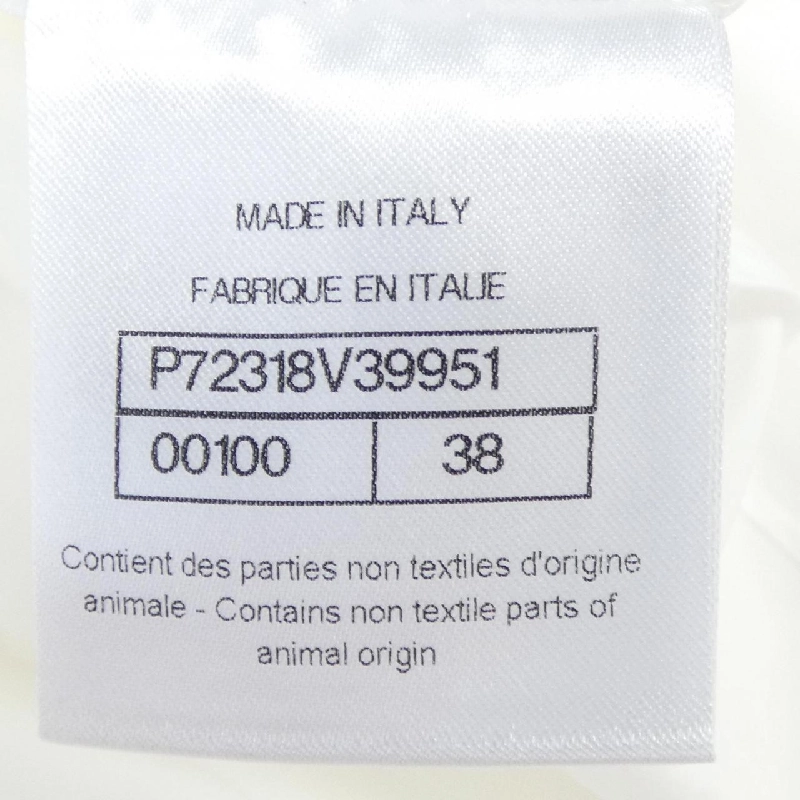 MADE IN ITALY
FABRIQUE EN ITALIE
P72318V39951
00100 38
Contient des parties non textiles d'origine
animale - Contains non textile parts of
animal origin